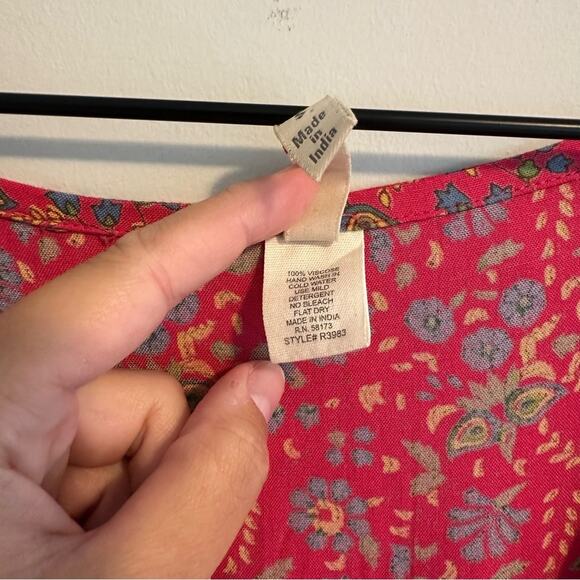 Made
in
India
100% VISCOSE
HAND WASH IN
COLD WATER
USE MILD
DETERGENT
NO BLEACH
FLAT DRY
MADE IN INDIA
R.N. 58173
STYLE# R3983